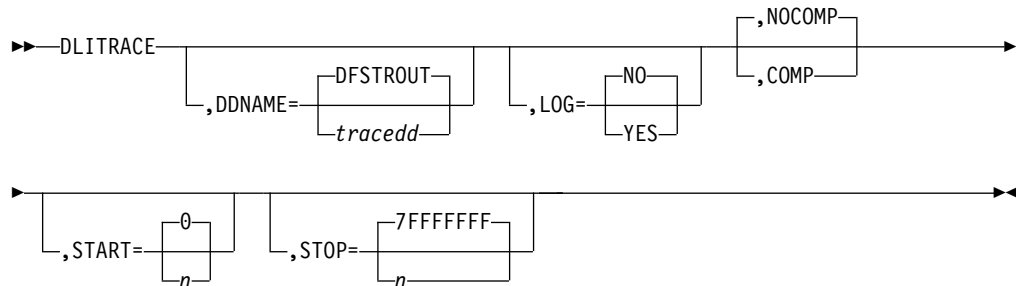 ,NOCOMP
DLITRACE
DFSTROUT
NO
,COMP
,DDNAME=
,LOG=
tracedd
YES
0
7FFFFFFF
,START=
,STOP=
n
n